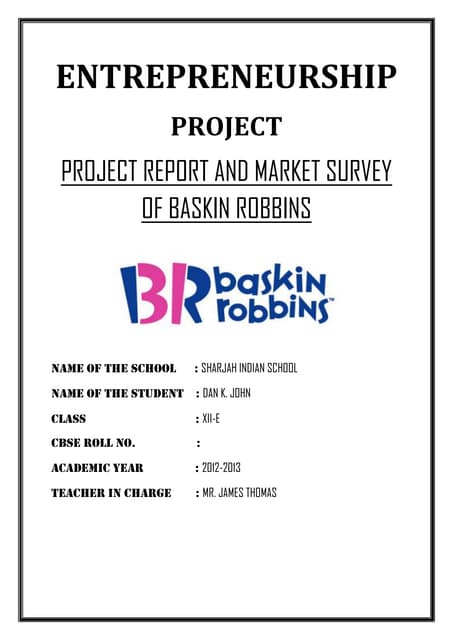 ENTREPRENEURSHIP
PROJECT
PROJECT REPORT AND MARKET SURVEY
OF BASKIN ROBBINS
BR baskin
robbins™
NAME OF THE SCHOOL : SHARJAH INDIAN SCHOOL
NAME OF THE STUDENT : DAN K. JOHN
CLASS : XII-E
CBSE ROLL NO. :
ACADEMIC YEAR : 2012-2013
TEACHER IN CHARGE : MR. JAMES THOMAS